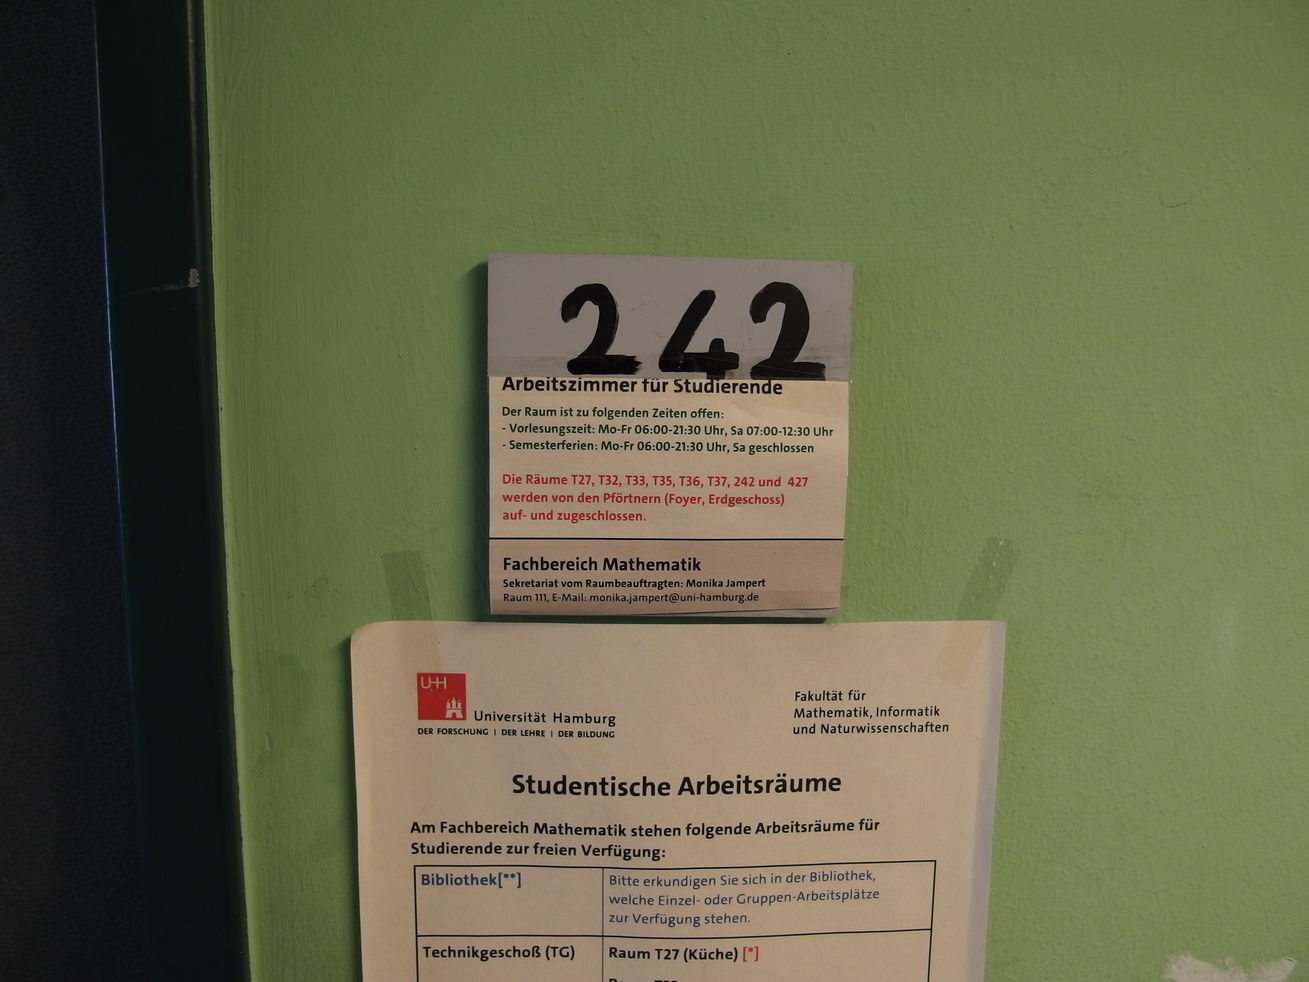 242
Arbeitszimmer für Studierende
Der Raum ist zu folgenden Zeiten offen:
- Vorlesungszeit: Mo-Fr 06:00-21:30 Uhr, Sa 07:00-12:30 Uhr
- Semesterferien: Mo-Fr 06:00-21:30 Uhr, Sa geschlossen
Die Räume T27, T32, T33, T35, T36, T37, 242 und 427
werden von den Pförtnern (Foyer, Erdgeschoss)
auf- und zugeschlossen.
Fachbereich Mathematik
Sekretariat vom Raumbeauftragten: Monika Jampert
Raum 111, E-Mail: monika.jampert@uni-hamburg.de
UHH
Universität Hamburg
DER FORSCHUNG | DER LEHRE | DER BILDUNG
Fakultät für
Mathematik, Informatik
und Naturwissenschaften
Studentische Arbeitsräume
Am Fachbereich Mathematik stehen folgende Arbeitsräume für
Studierende zur freien Verfügung:
Bibliothek[**]
Bitte erkundigen Sie sich in der Bibliothek,
welche Einzel- oder Gruppen-Arbeitsplätze
zur Verfügung stehen.
Technikgeschoß (TG)
Raum T27 (Küche) [*]